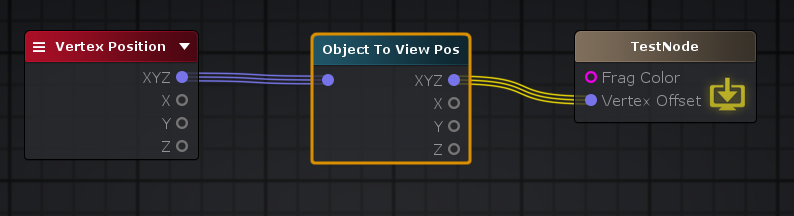 Vertex Position
XYZ
X
Y
Z
Object To View Pos
XYZ
X
Y
Z
TestNode
Frag Color
Vertex Offset